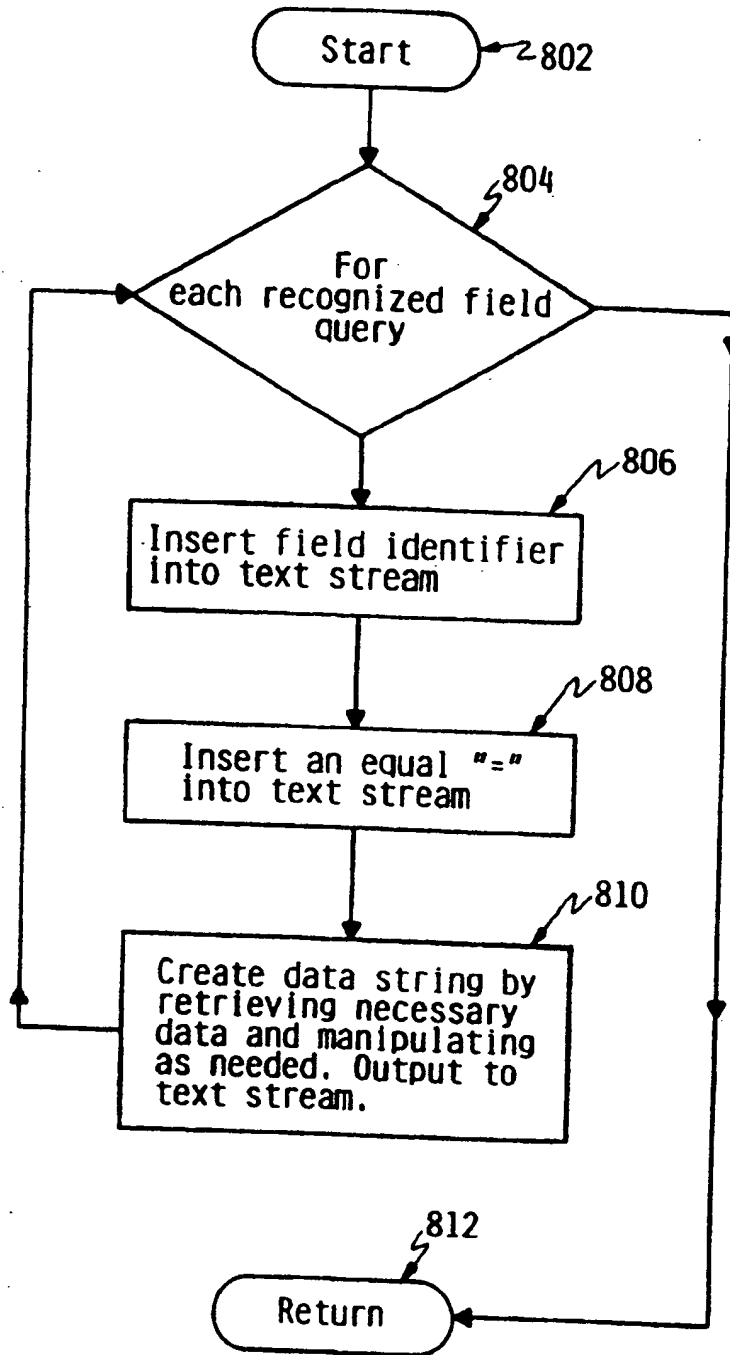 Start
802
804
For
each recognized field
query
806
Insert field identifier
into text stream
808
Insert an equal "="
into text stream
810
Create data string by
retrieving necessary
data and manipulating
as needed. Output to
text stream.
812
Return